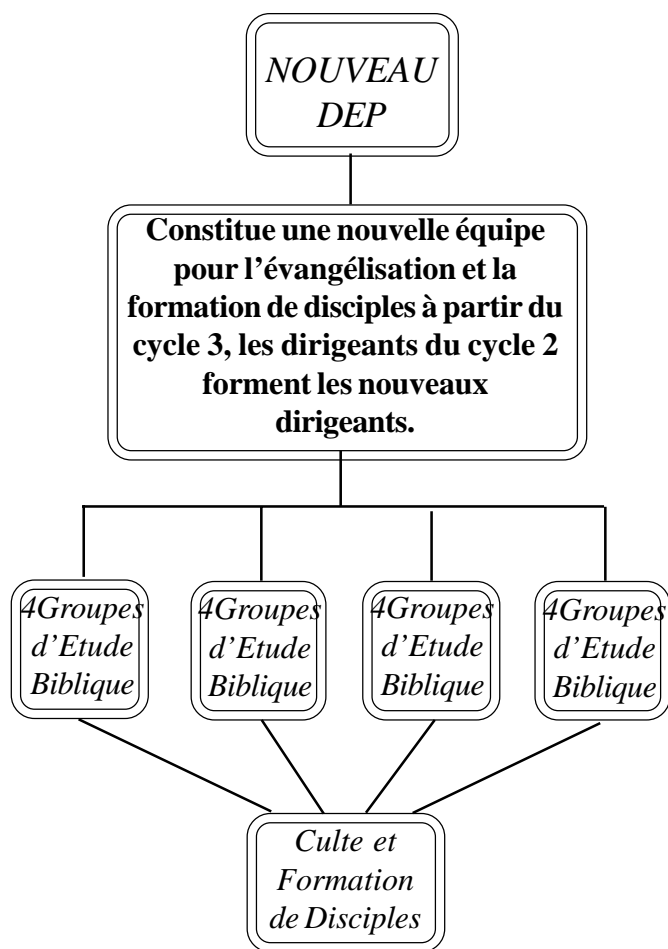 NOUVEAU
DEP
Constitue une nouvelle équipe
pour l’évangélisation et la
formation de disciples à partir du
cycle 3, les dirigeants du cycle 2
forment les nouveaux
dirigeants.
4Groupes
d’Etude
Biblique
4Groupes
d’Etude
Biblique
4Groupes
d’Etude
Biblique
4Groupes
d’Etude
Biblique
Culte et
Formation
de Disciples